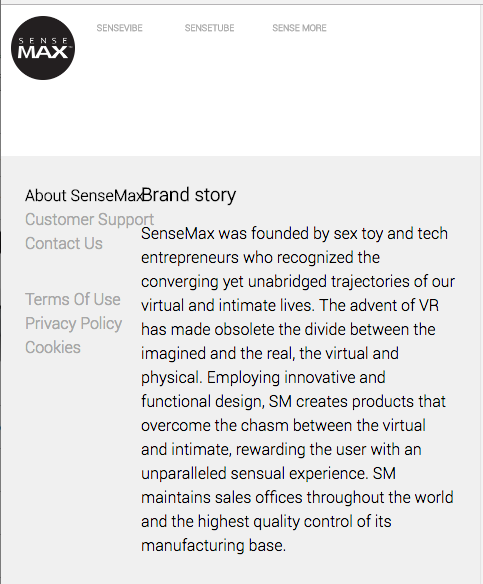 SENSE
MAX™
SENSEVIBE
SENSETUBE
SENSE MORE
About SenseMax
Customer Support
Contact Us
Terms Of Use
Privacy Policy
Cookies
Brand story
SenseMax was founded by sex toy and tech
entrepreneurs who recognized the
converging yet unabridged trajectories of our
virtual and intimate lives. The advent of VR
has made obsolete the divide between the
imagined and the real, the virtual and
physical. Employing innovative and
functional design, SM creates products that
overcome the chasm between the virtual
and intimate, rewarding the user with an
unparalleled sensual experience. SM
maintains sales offices throughout the world
and the highest quality control of its
manufacturing base.